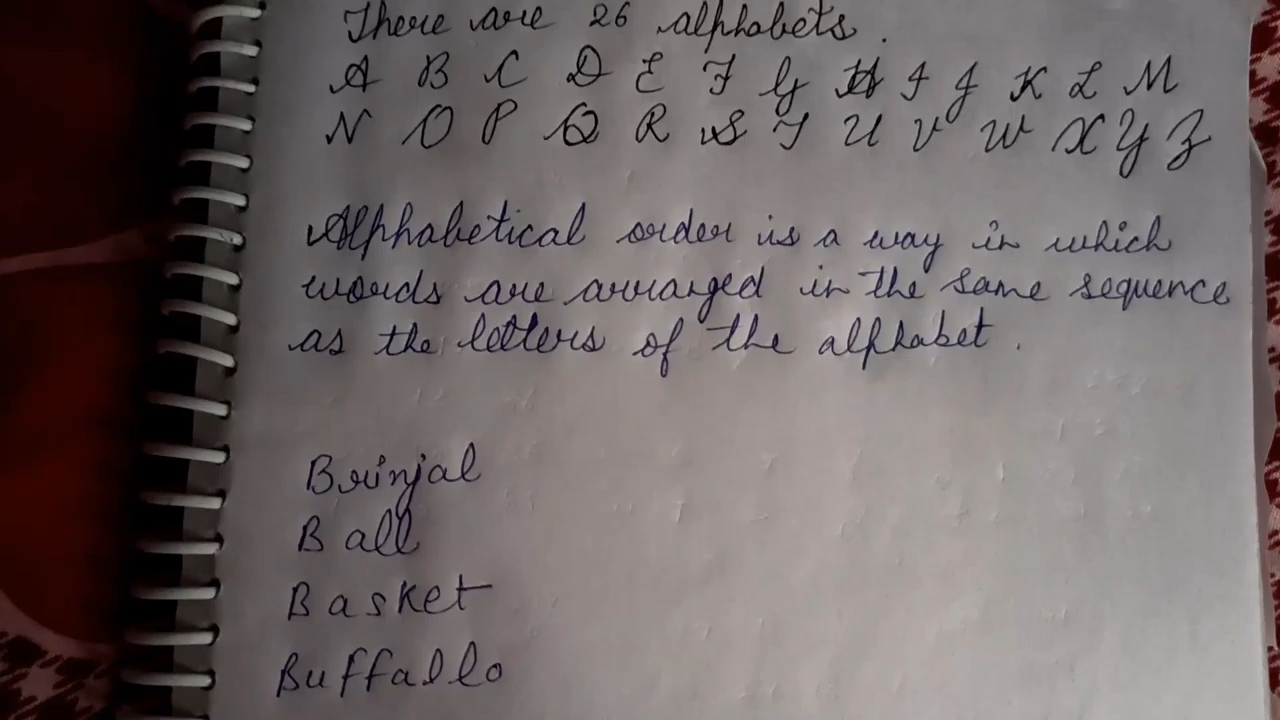 There are 26 alphabets.
A B C D E F G H I J K L M
N O P Q R S T U V W X Y Z
Alphabetical order is a way in which
words are arranged in the same sequence
as the letters of the alphabet.
Brinjal
Ball
Basket
Buffallo